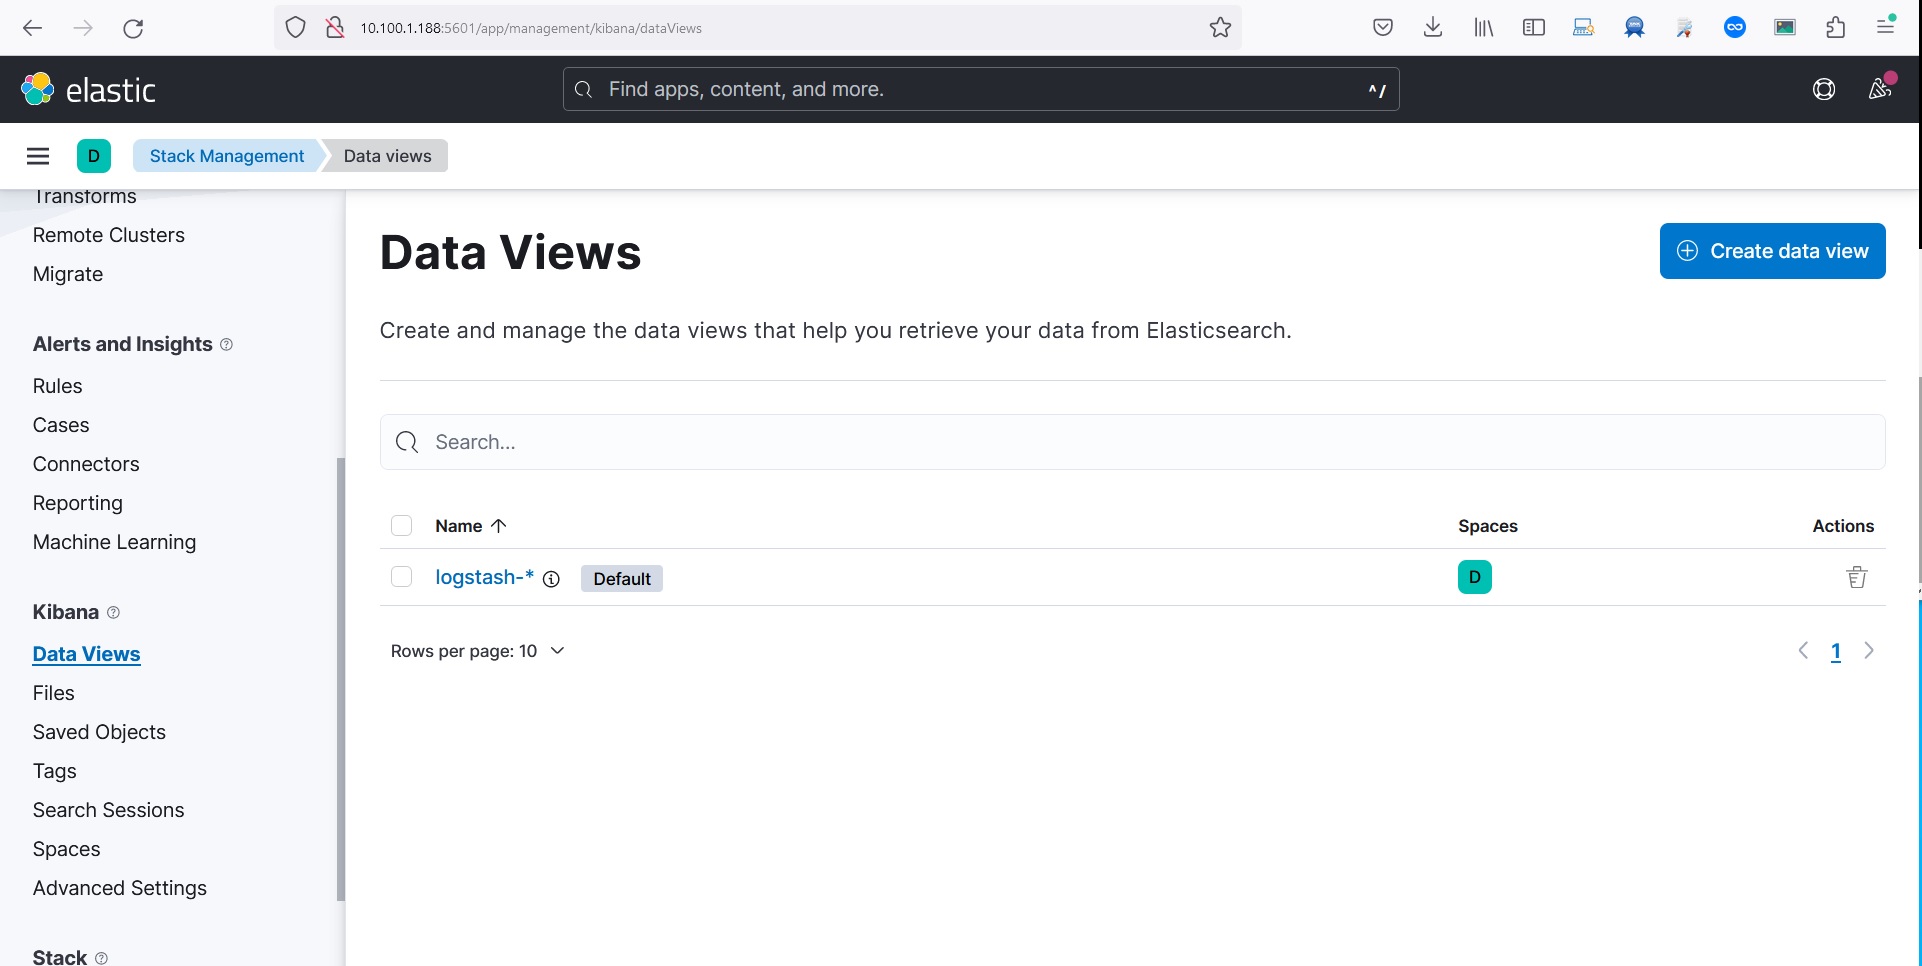 10.100.1.188:5601/app/management/kibana/dataViews
elastic
Find apps, content, and more.
^/
D
Stack Management
Data views
Transforms
Remote Clusters
Migrate
Alerts and Insights
Rules
Cases
Connectors
Reporting
Machine Learning
Kibana
Data Views
Files
Saved Objects
Tags
Search Sessions
Spaces
Advanced Settings
Stack
Data Views
Create data view
Create and manage the data views that help you retrieve your data from Elasticsearch.
Search...
Name Spaces Actions
logstash-* Default D
Rows per page: 10
1